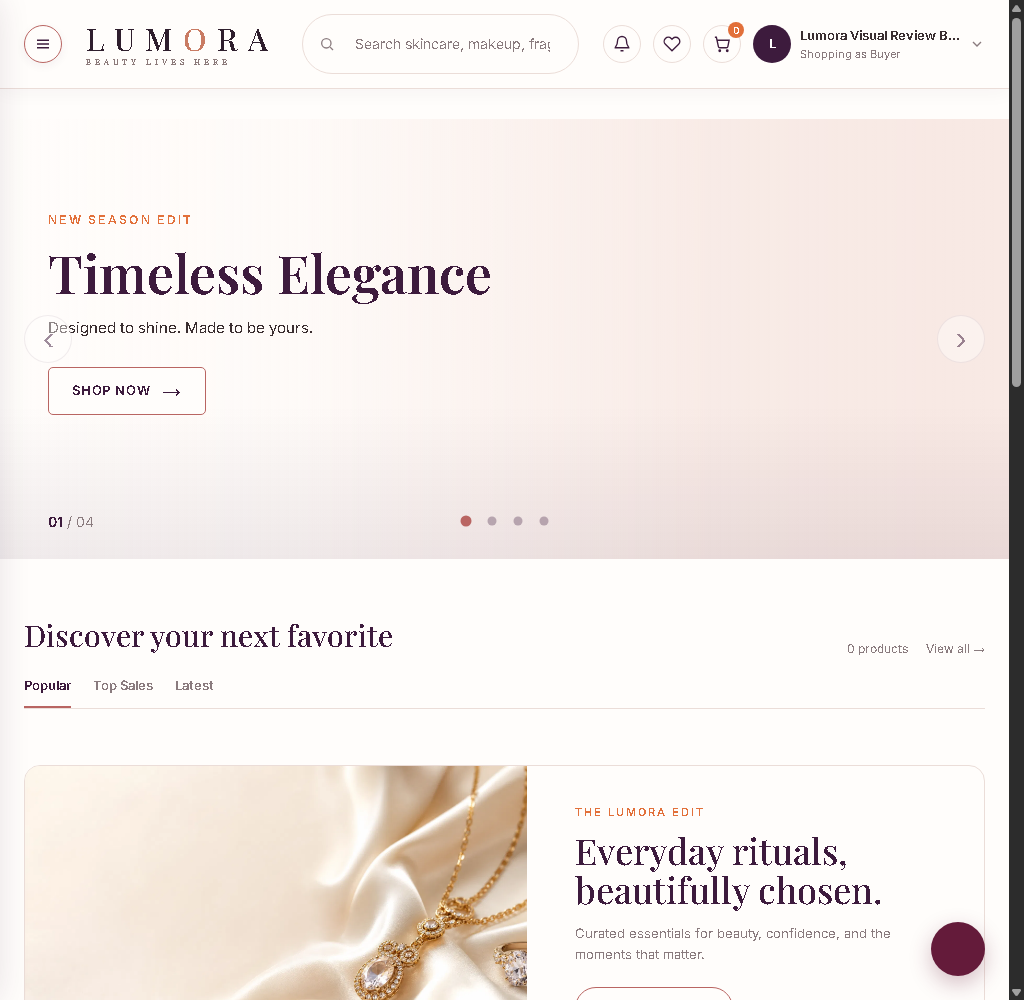 LUMORA
BEAUTY LIVES HERE
Search skincare, makeup, frag
0
L
Lumora Visual Review B...
Shopping as Buyer
NEW SEASON EDIT
Timeless Elegance
Designed to shine. Made to be yours.
SHOP NOW →
01 / 04
Discover your next favorite
0 products View all →
Popular Top Sales Latest
THE LUMORA EDIT
Everyday rituals,
beautifully chosen.
Curated essentials for beauty, confidence, and the
moments that matter.